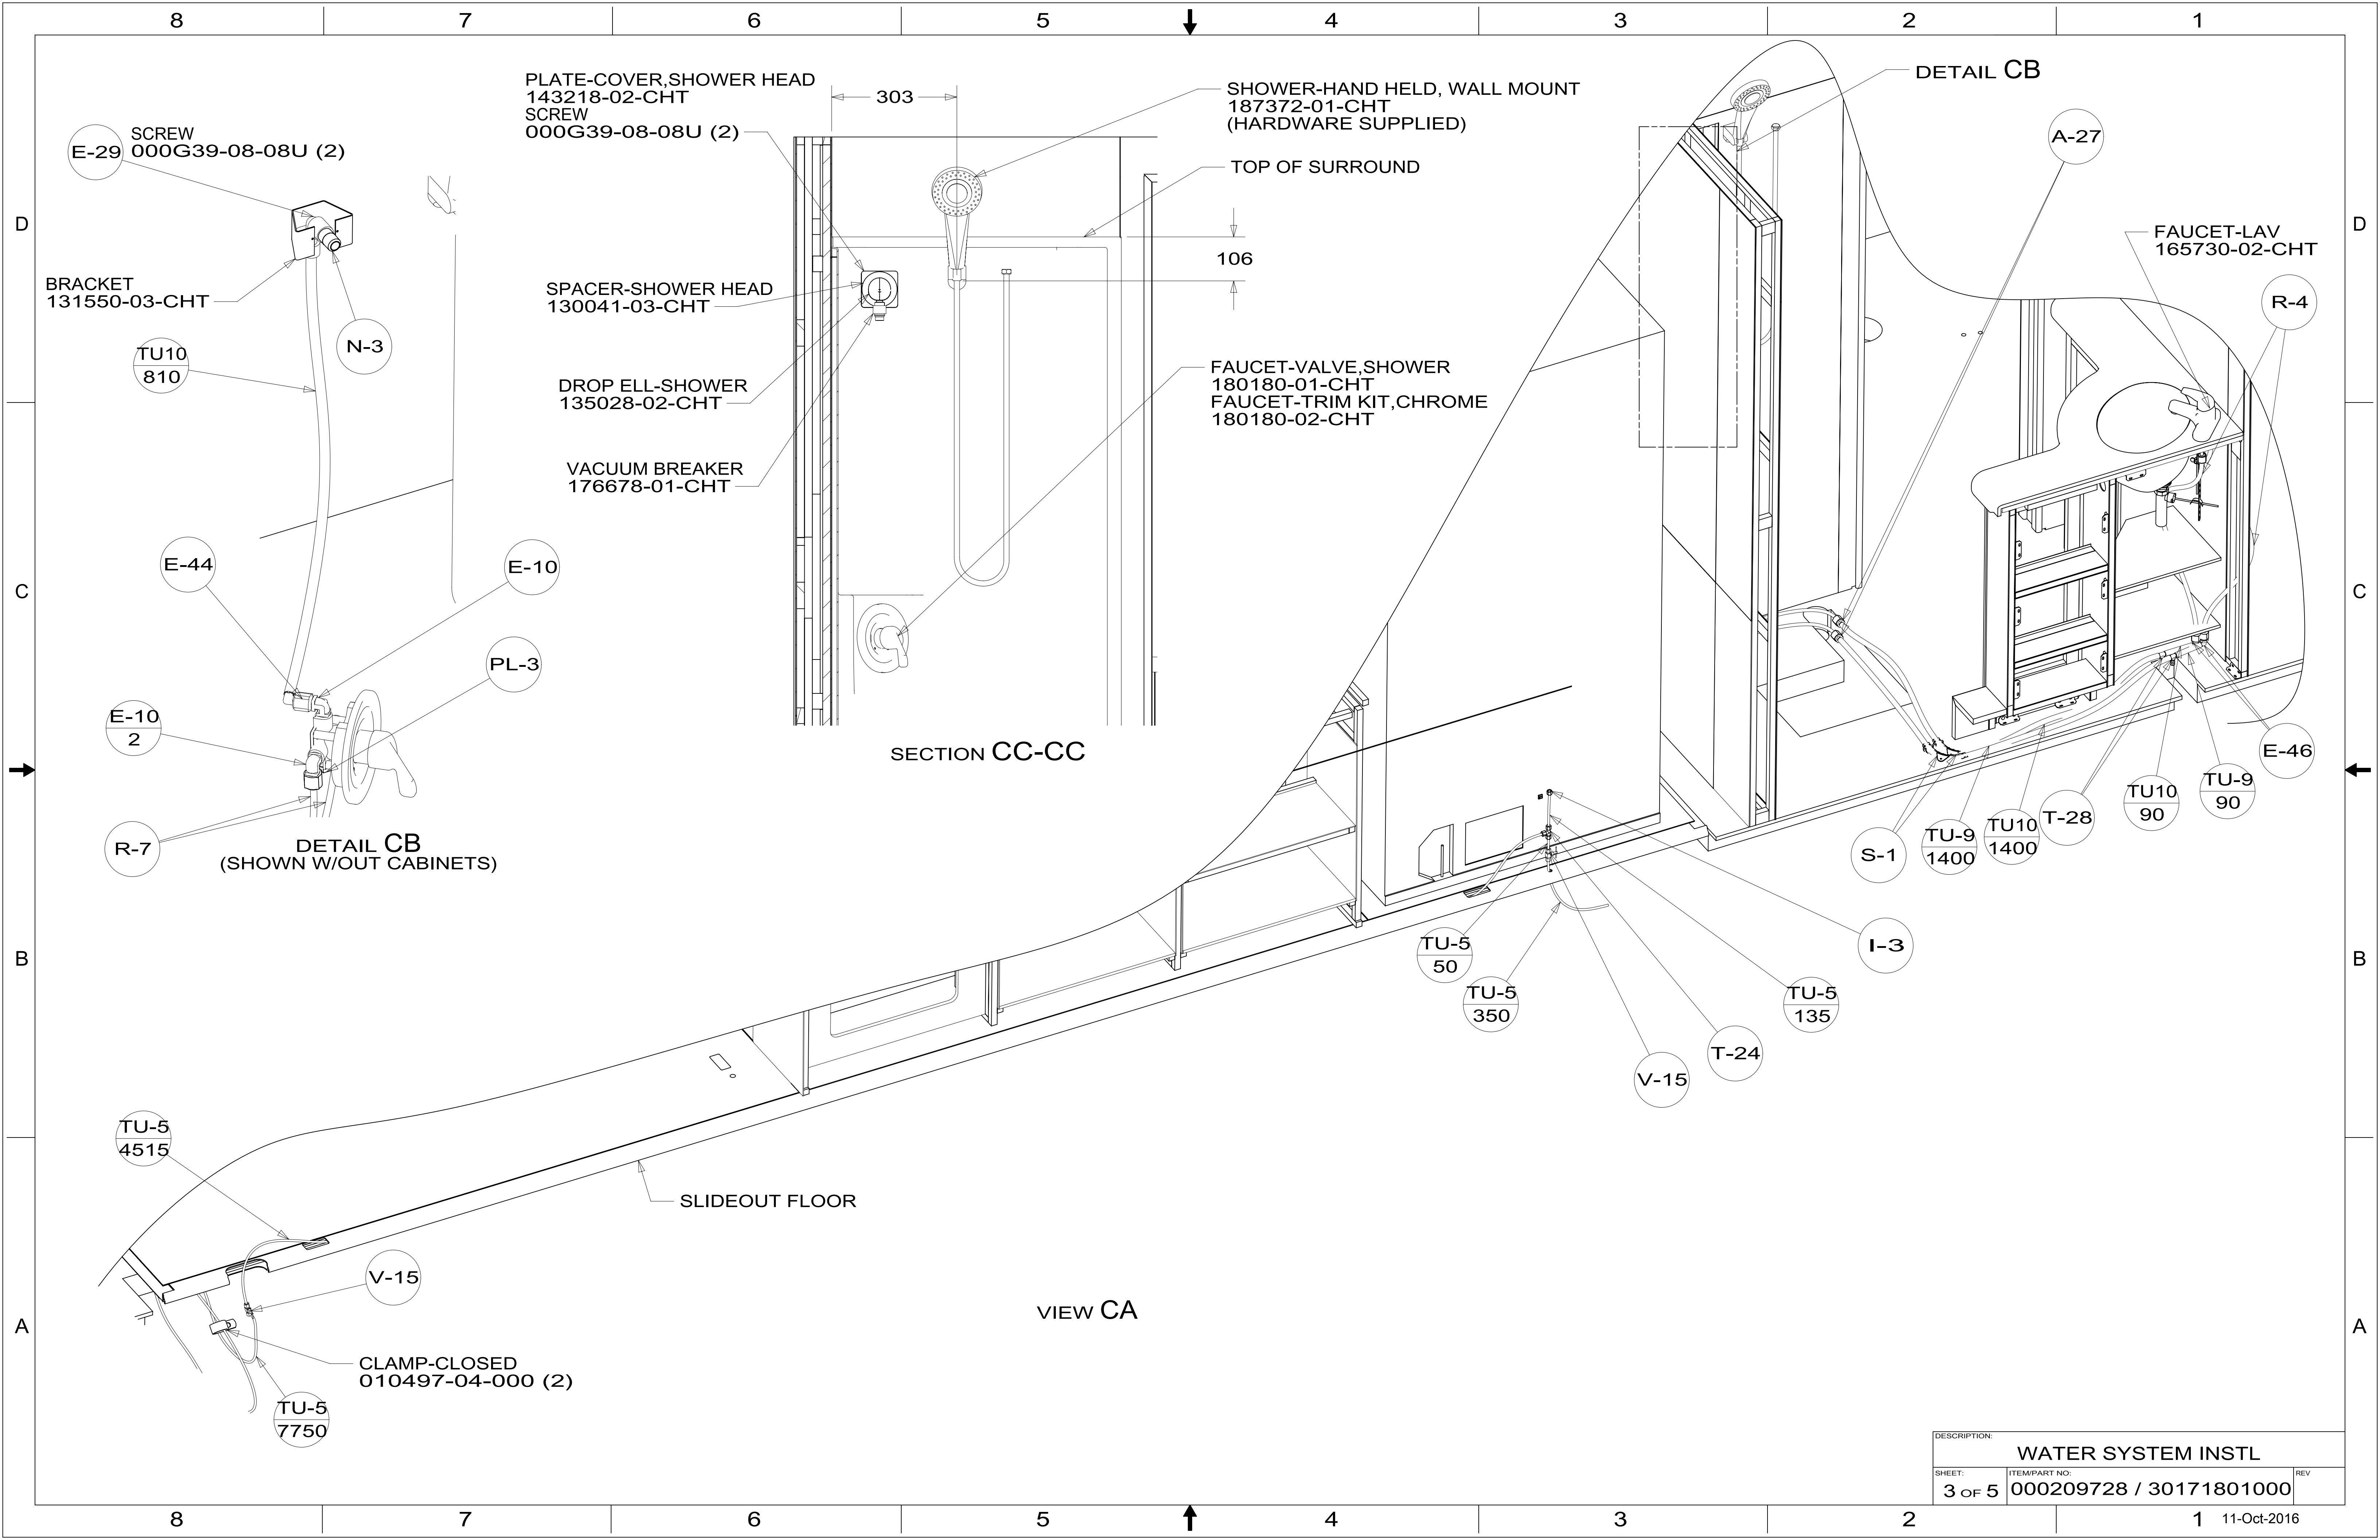 8 7 6 5 4 3 2 1
D
C
B
A
E-29
SCREW
000G39-08-08U (2)
BRACKET
131550-03-CHT
N-3
TU10
810
E-44
E-10
PL-3
E-10
2
R-7
DETAIL CB
(SHOWN W/OUT CABINETS)
PLATE-COVER,SHOWER HEAD
143218-02-CHT
SCREW
000G39-08-08U (2)
303
SHOWER-HAND HELD, WALL MOUNT
187372-01-CHT
(HARDWARE SUPPLIED)
TOP OF SURROUND
106
SPACER-SHOWER HEAD
130041-03-CHT
DROP ELL-SHOWER
135028-02-CHT
VACUUM BREAKER
176678-01-CHT
FAUCET-VALVE,SHOWER
180180-01-CHT
FAUCET-TRIM KIT,CHROME
180180-02-CHT
SECTION CC-CC
DETAIL CB
A-27
FAUCET-LAV
165730-02-CHT
R-4
E-46
TU-9
90
TU10
90
T-28
TU10
1400
TU-9
1400
S-1
I-3
TU-5
135
T-24
V-15
TU-5
50
TU-5
350
TU-5
4515
SLIDEOUT FLOOR
V-15
CLAMP-CLOSED
010497-04-000 (2)
TU-5
7750
VIEW CA
D
C
B
A
DESCRIPTION:
WATER SYSTEM INSTL
SHEET:
3 OF 5
ITEM/PART NO:
000209728 / 30171801000
REV
8 7 6 5 4 3 2 1
11-Oct-2016